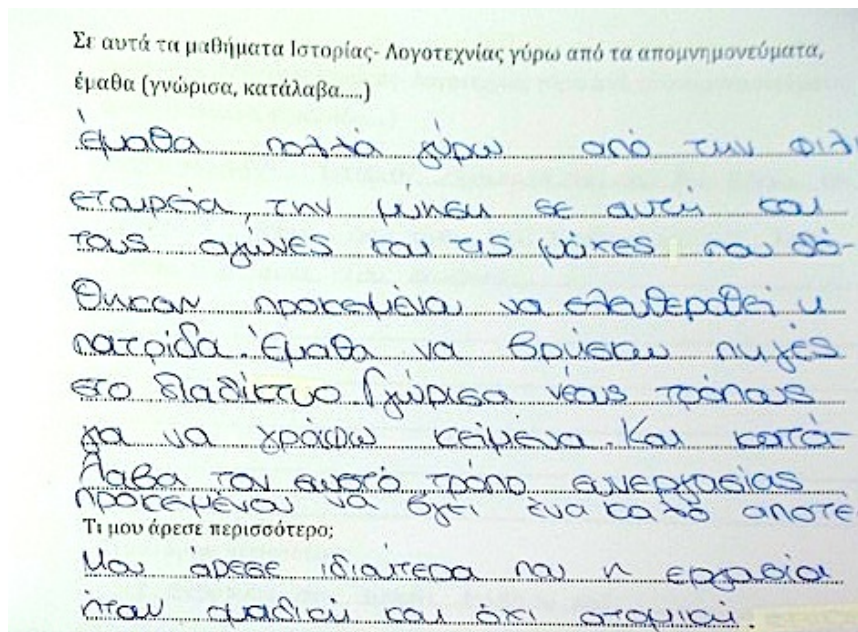 Σε αυτά τα μαθήματα Ιστορίας- Λογοτεχνίας γύρω από τα απομνημονεύματα,
έμαθα (γνώρισα, κατάλαβα.....)
έμαθα πολλά γύρω από την φιλι
εταιρεία, την μύηση σε αυτή και
τους αγώνες και τις μάχες που δό-
θηκαν προκειμένου να ελευθερωθεί η
πατρίδα. Έμαθα να βρίσκω πηγές
στο διαδίκτυο Γνώρισα νέους τρόπους
για να γράφω κείμενα. Και κατά-
λαβα τον σωστό τρόπο συνεργασίας
προκειμένου να βγει ένα καλό αποτέ
Τι μου άρεσε περισσότερο;
Μου άρεσε ιδιαίτερα που η εργασία
ήταν ομαδική και όχι ατομική.